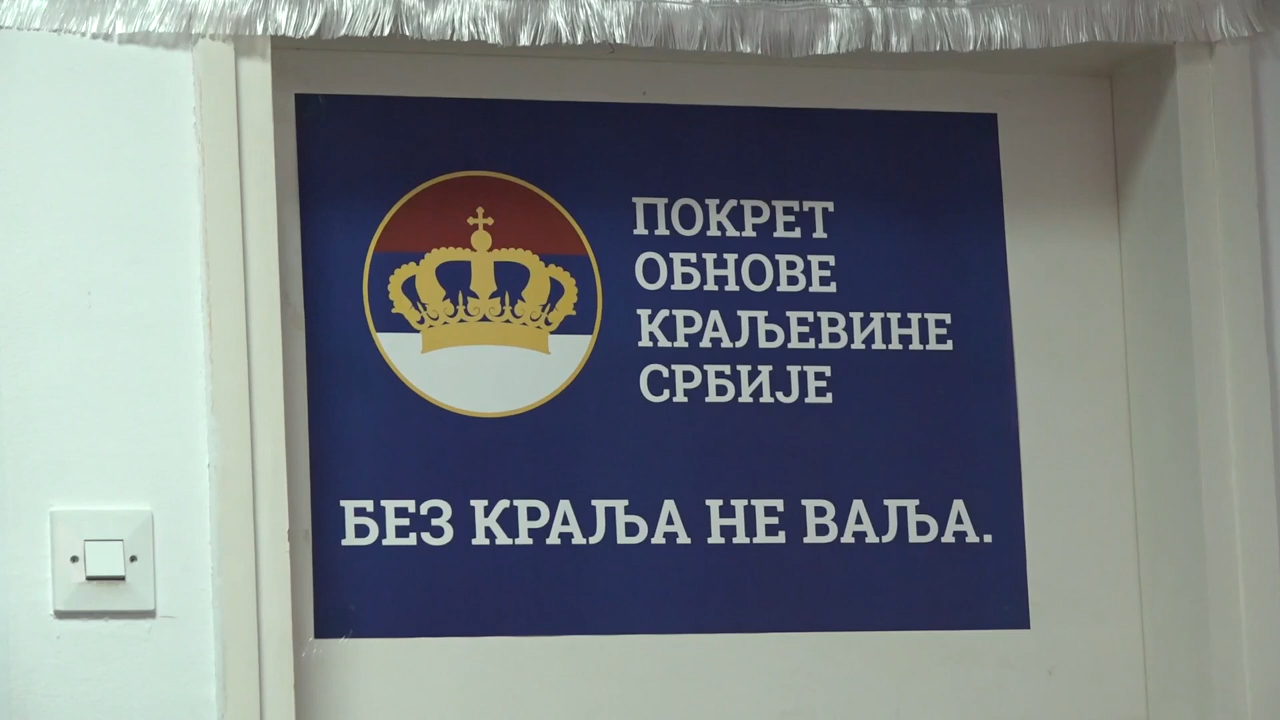 ПОКРЕТ
ОБНОВЕ
КРАЉЕВИНЕ
СРБИЈЕ
БЕЗ КРАЉА НЕ ВАЉА.